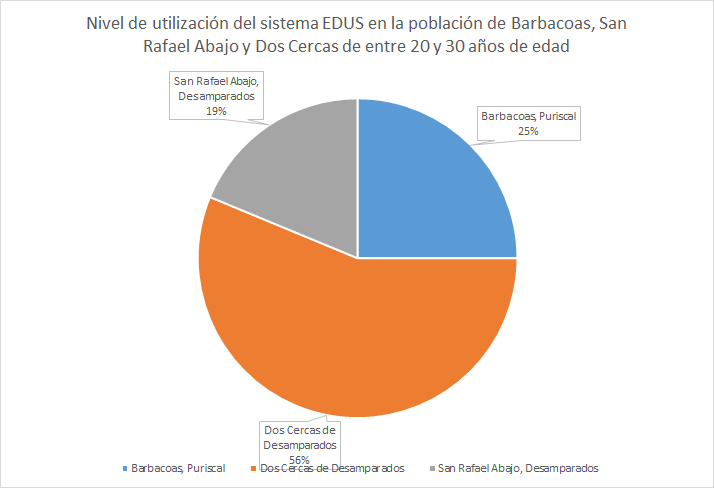 Nivel de utilización del sistema EDUS en la población de Barbacoas, San
Rafael Abajo y Dos Cercas de entre 20 y 30 años de edad
San Rafael Abajo,
Desamparados
19%
Barbacoas, Puriscal
25%
Dos Cercas de
Desamparados
56%
Barbacoas, Puriscal
Dos Cercas de Desamparados
San Rafael Abajo, Desamparados